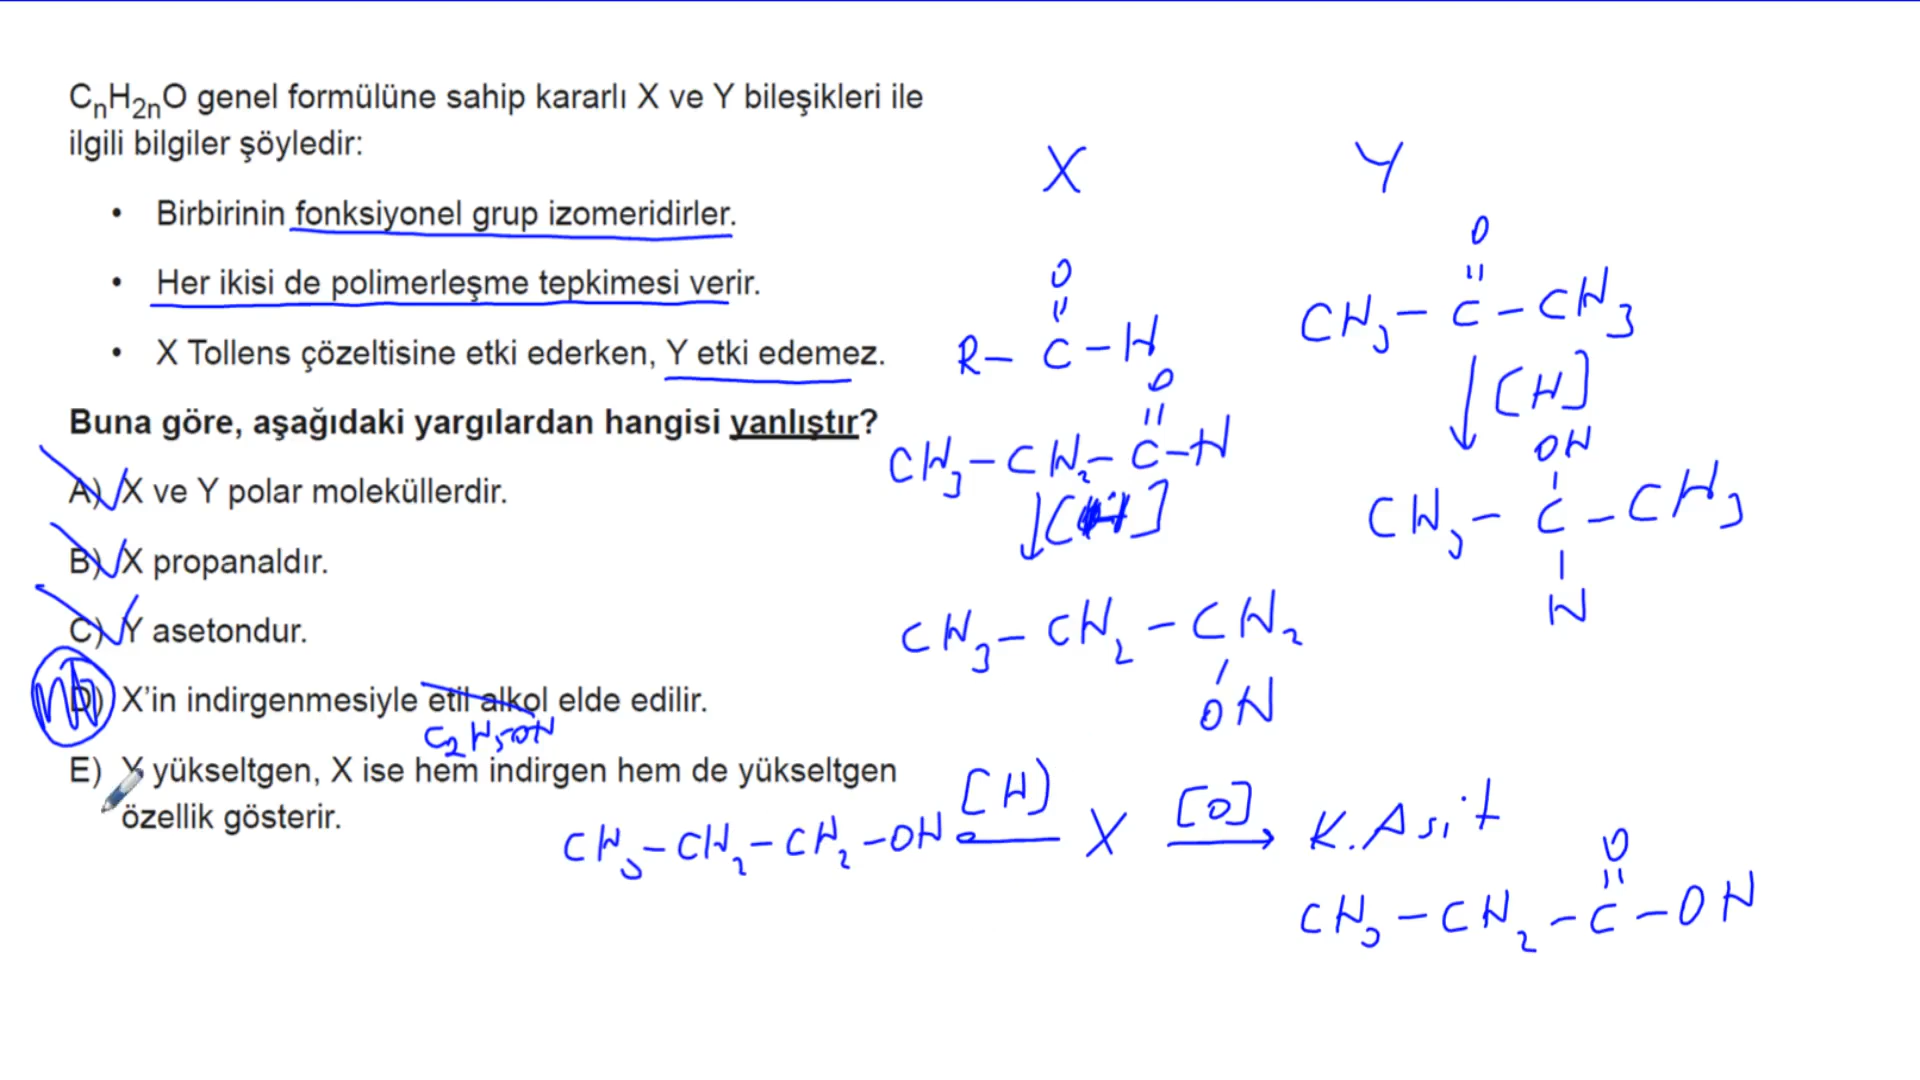 CnH2nO genel formülüne sahip kararlı X ve Y bileşikleri ile
ilgili bilgiler şöyledir:
• Birbirinin fonksiyonel grup izomeridirler.
• Her ikisi de polimerleşme tepkimesi verir.
• X Tollens çözeltisine etki ederken, Y etki edemez.
Buna göre, aşağıdaki yargılardan hangisi yanlıştır?
A) X ve Y polar moleküllerdir.
B) X propanaldır.
C) Y asetondur.
D) X’in indirgenmesiyle etil alkol elde edilir.
C2H5OH
E) Y yükseltgen, X ise hem indirgen hem de yükseltgen
özellik gösterir.
X
O
R- C-H
O
CH3-CH2-C-H
[H]
CH3-CH2-CH2
OH
Y
O
CH3-C-CH3
[H]
OH
CH3-C-CH3
H
[H] [O]
CH3-CH2-CH2-OH X K.Asit
O
CH3-CH2-C-OH